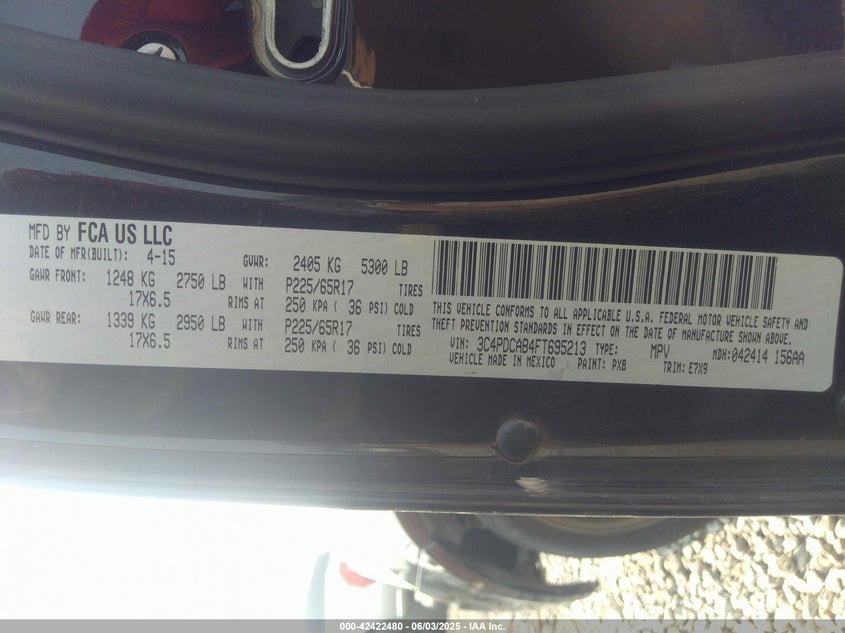 MFD BY FCA US LLC
DATE OF MFR(BUILT): 4-15 GVWR: 2405 KG 5300 LB
GAWR FRONT: 1248 KG 2750 LB WITH P225/65R17 TIRES
17X6.5 RIMS AT 250 KPA ( 36 PSI) COLD
GAWR REAR: 1339 KG 2950 LB WITH P225/65R17 TIRES
17X6.5 RIMS AT 250 KPA ( 36 PSI) COLD
THIS VEHICLE CONFORMS TO ALL APPLICABLE U.S.A. FEDERAL MOTOR VEHICLE SAFETY AND
THEFT PREVENTION STANDARDS IN EFFECT ON THE DATE OF MANUFACTURE SHOWN ABOVE.
VIN: 3C4PDCAB4FT695213 TYPE: MPV MDH:042414 156AA
VEHICLE MADE IN MEXICO PAINT: PX8 TRIM: E7X9
000-42422480 - 06/03/2025 - IAA Inc.